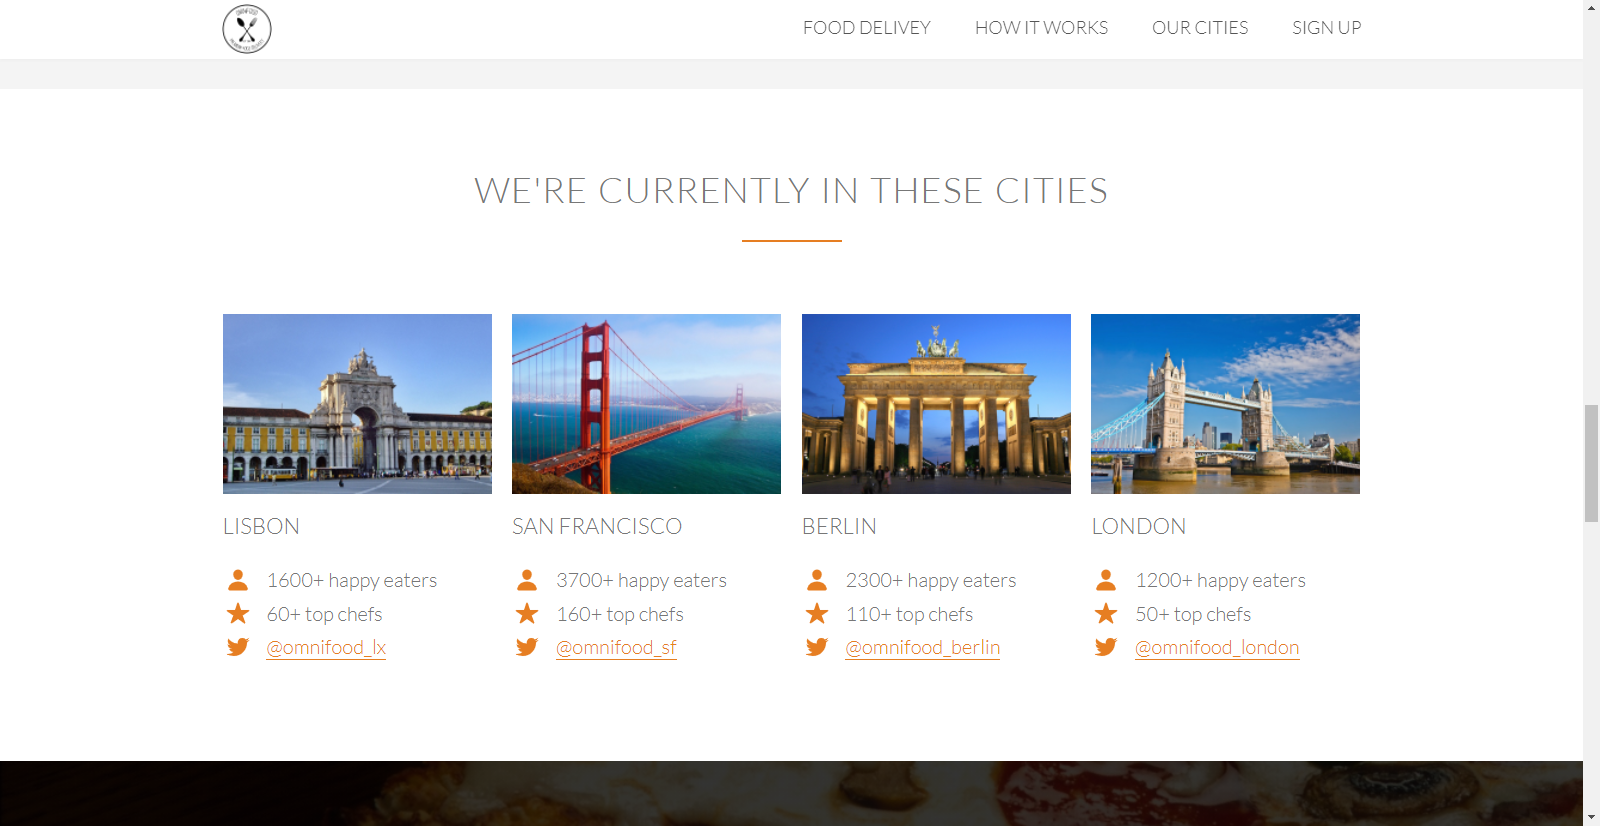 FOOD DELIVEY HOW IT WORKS OUR CITIES SIGN UP
WE'RE CURRENTLY IN THESE CITIES
LISBON
1600+ happy eaters
60+ top chefs
@omnifood_lx
SAN FRANCISCO
3700+ happy eaters
160+ top chefs
@omnifood_sf
BERLIN
2300+ happy eaters
110+ top chefs
@omnifood_berlin
LONDON
1200+ happy eaters
50+ top chefs
@omnifood_london